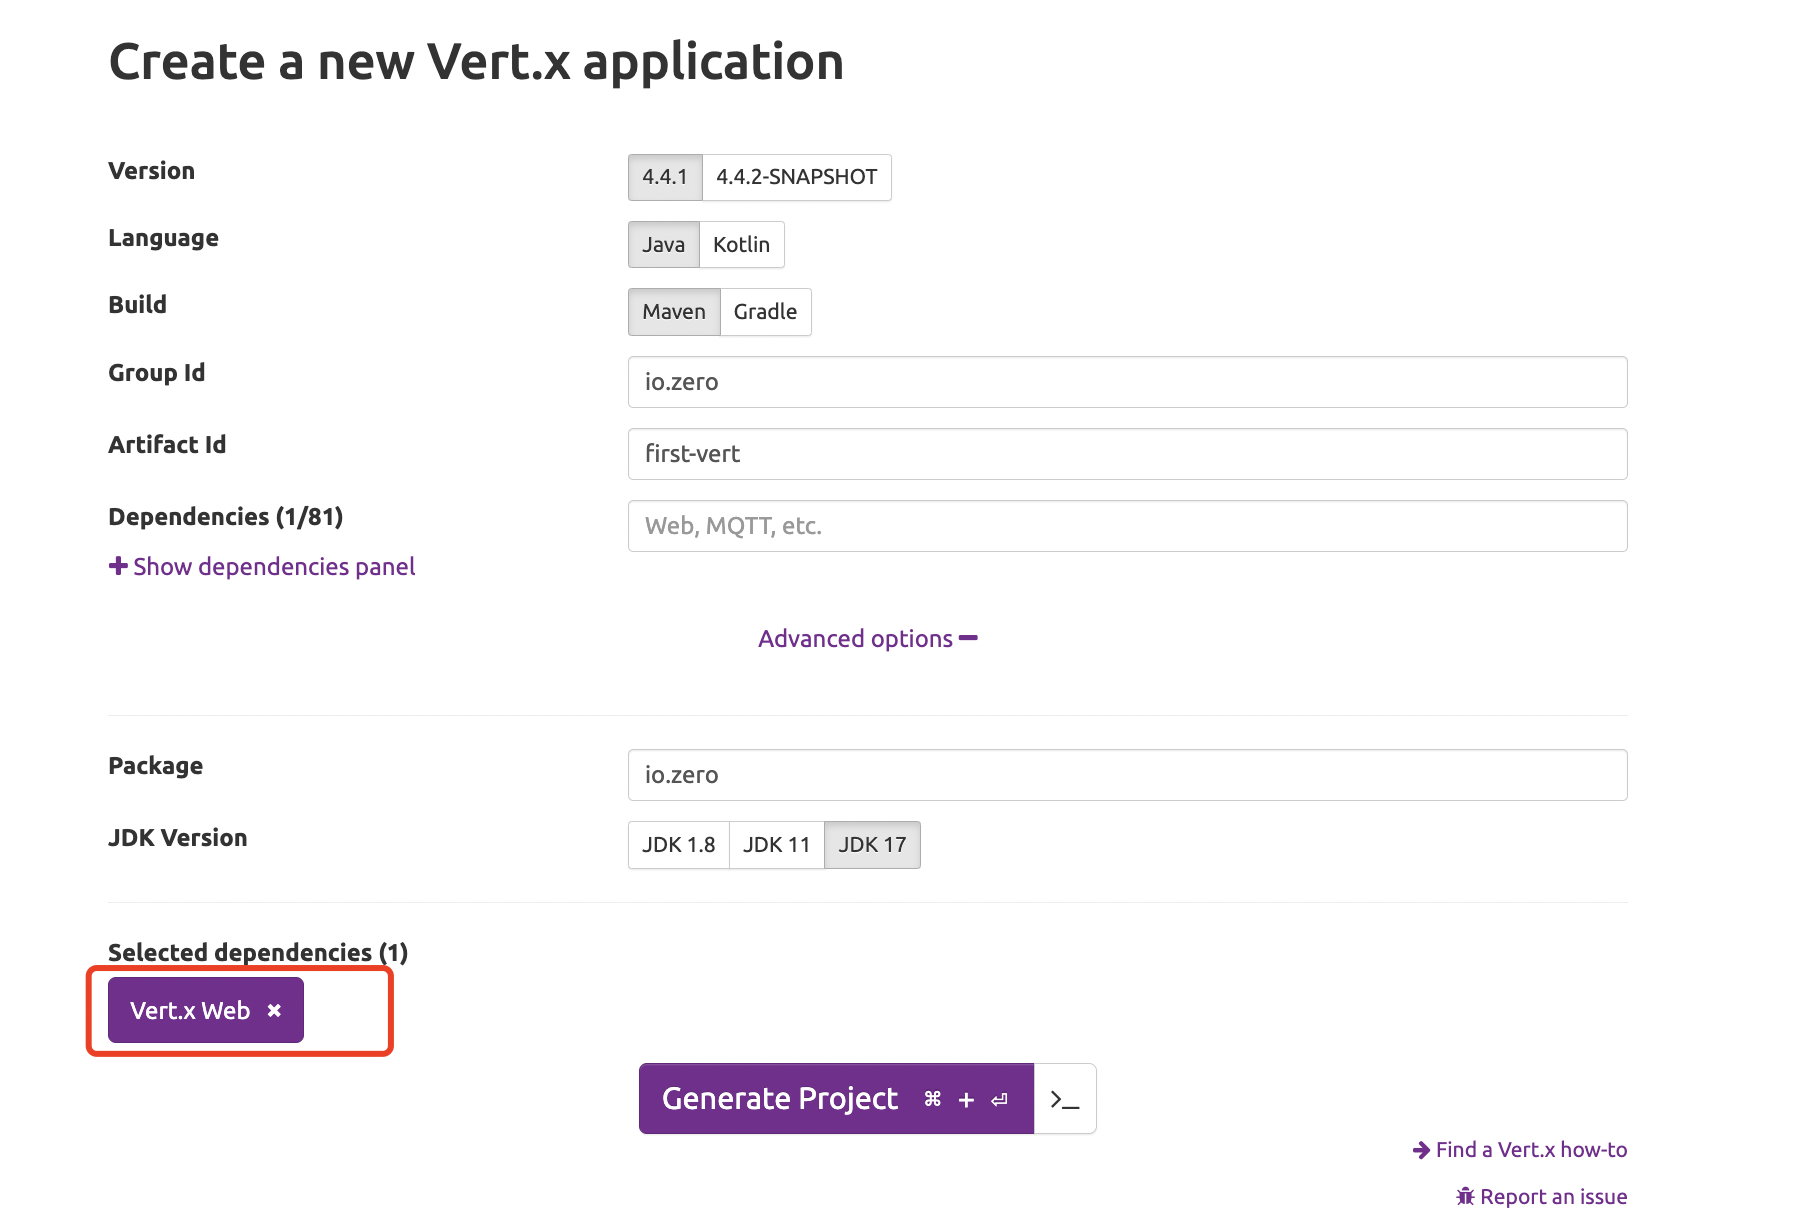 Create a new Vert.x application
Version
4.4.1 4.4.2-SNAPSHOT
Language
Java Kotlin
Build
Maven Gradle
Group Id
io.zero
Artifact Id
first-vert
Dependencies (1/81)
Web, MQTT, etc.
Show dependencies panel
Advanced options
Package
io.zero
JDK Version
JDK 1.8 JDK 11 JDK 17
Selected dependencies (1)
Vert.x Web ✖
Generate Project ⌘ + ⏎ >_
Find a Vert.x how-to
Report an issue